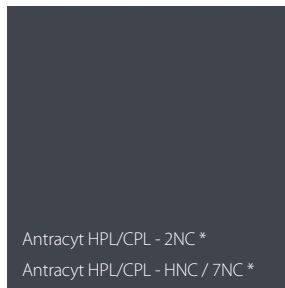 Antracyt HPL/CPL - 2NC *
Antracyt HPL/CPL - HNC / 7NC *